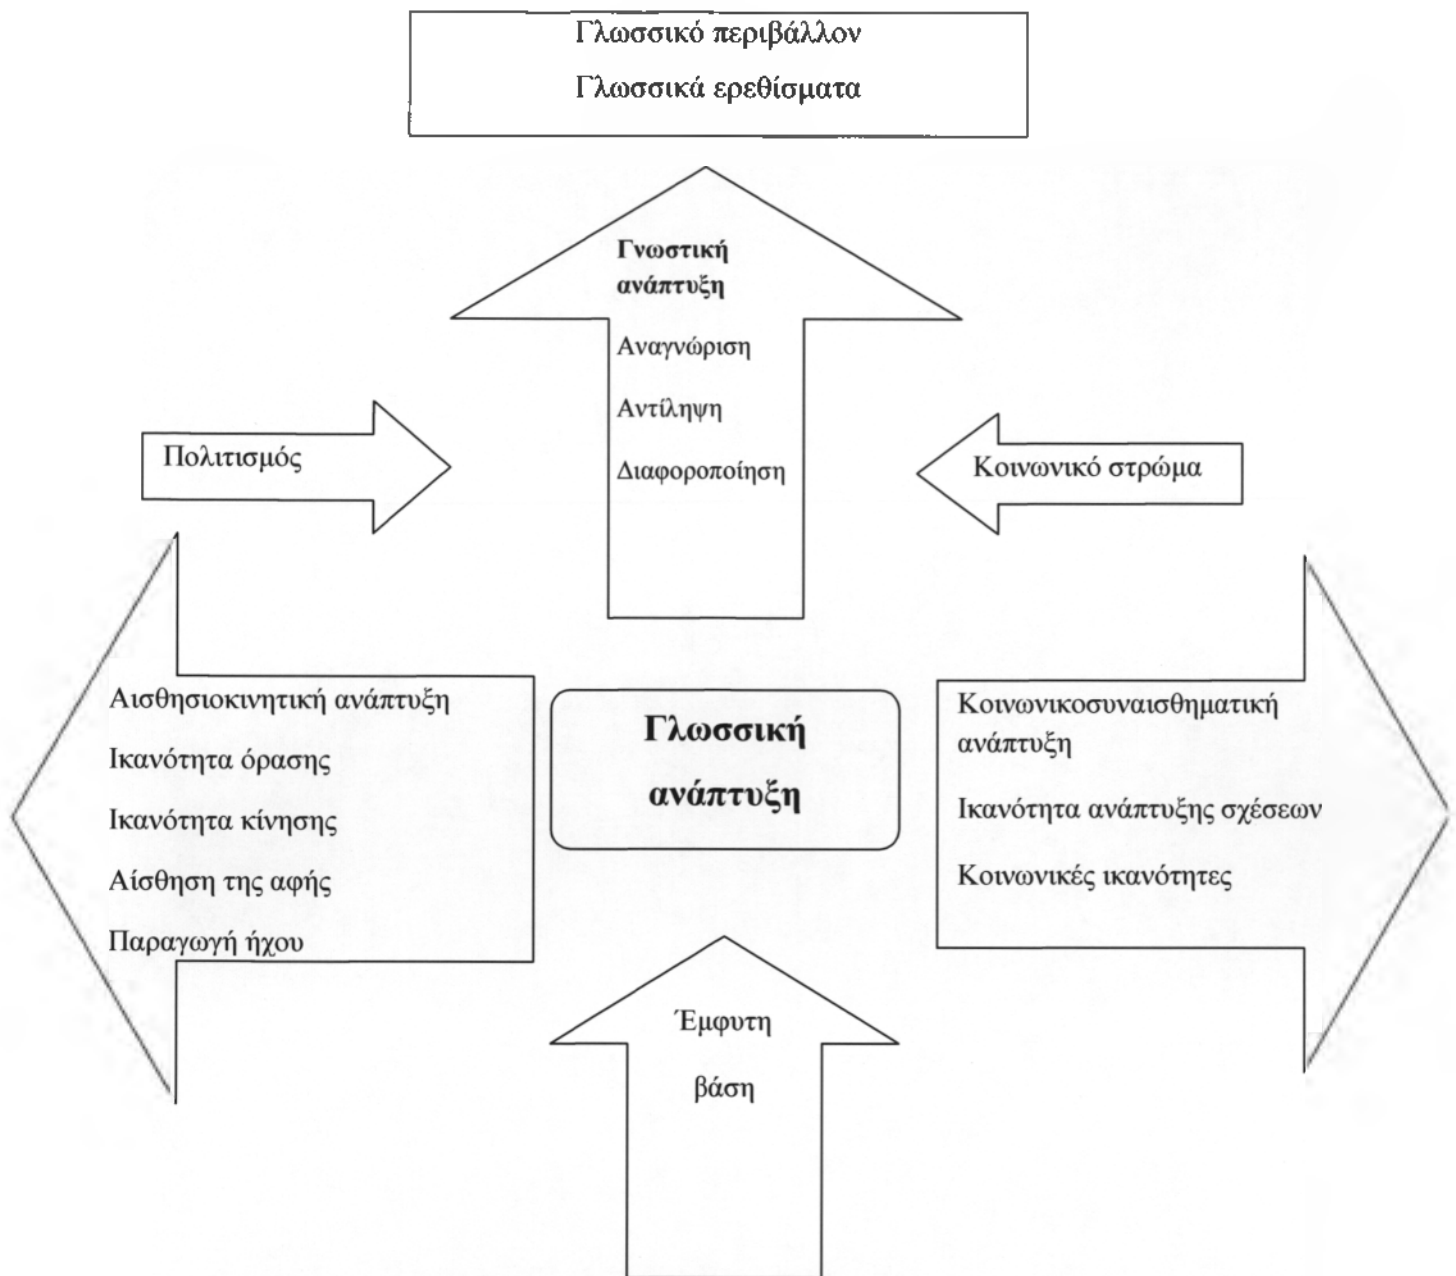 Γλωσσικό περιβάλλον
Γλωσσικά ερεθίσματα
Γνωστική
ανάπτυξη
Αναγνώριση
Αντίληψη
Διαφοροποίηση
Πολιτισμός
Κοινωνικό στρώμα
Αισθησιοκινητική ανάπτυξη
Ικανότητα όρασης
Ικανότητα κίνησης
Αίσθηση της αφής
Παραγωγή ήχου
Γλωσσική
ανάπτυξη
Κοινωνικοσυναισθηματική
ανάπτυξη
Ικανότητα ανάπτυξης σχέσεων
Κοινωνικές ικανότητες
Έμφυτη
βάση